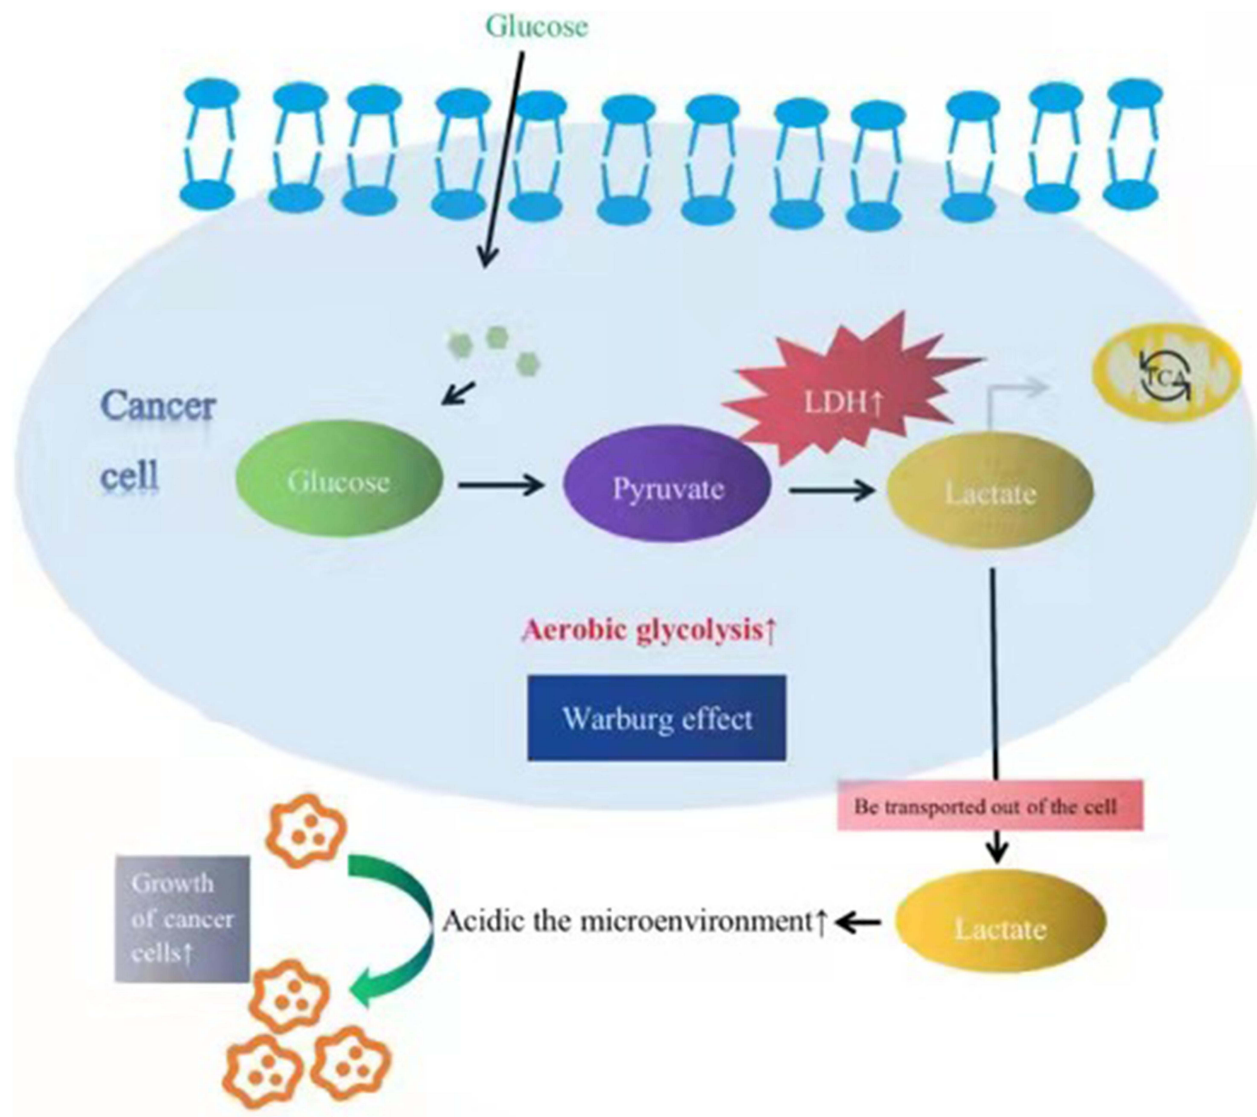 Glucose
Cancer
cell
LDH↑
TCA
Glucose
Pyruvate
Lactate
Aerobic glycolysis↑
Warburg effect
Be transported out of the cell
Growth
of cancer
cells↑
Acidic the microenvironment↑
Lactate